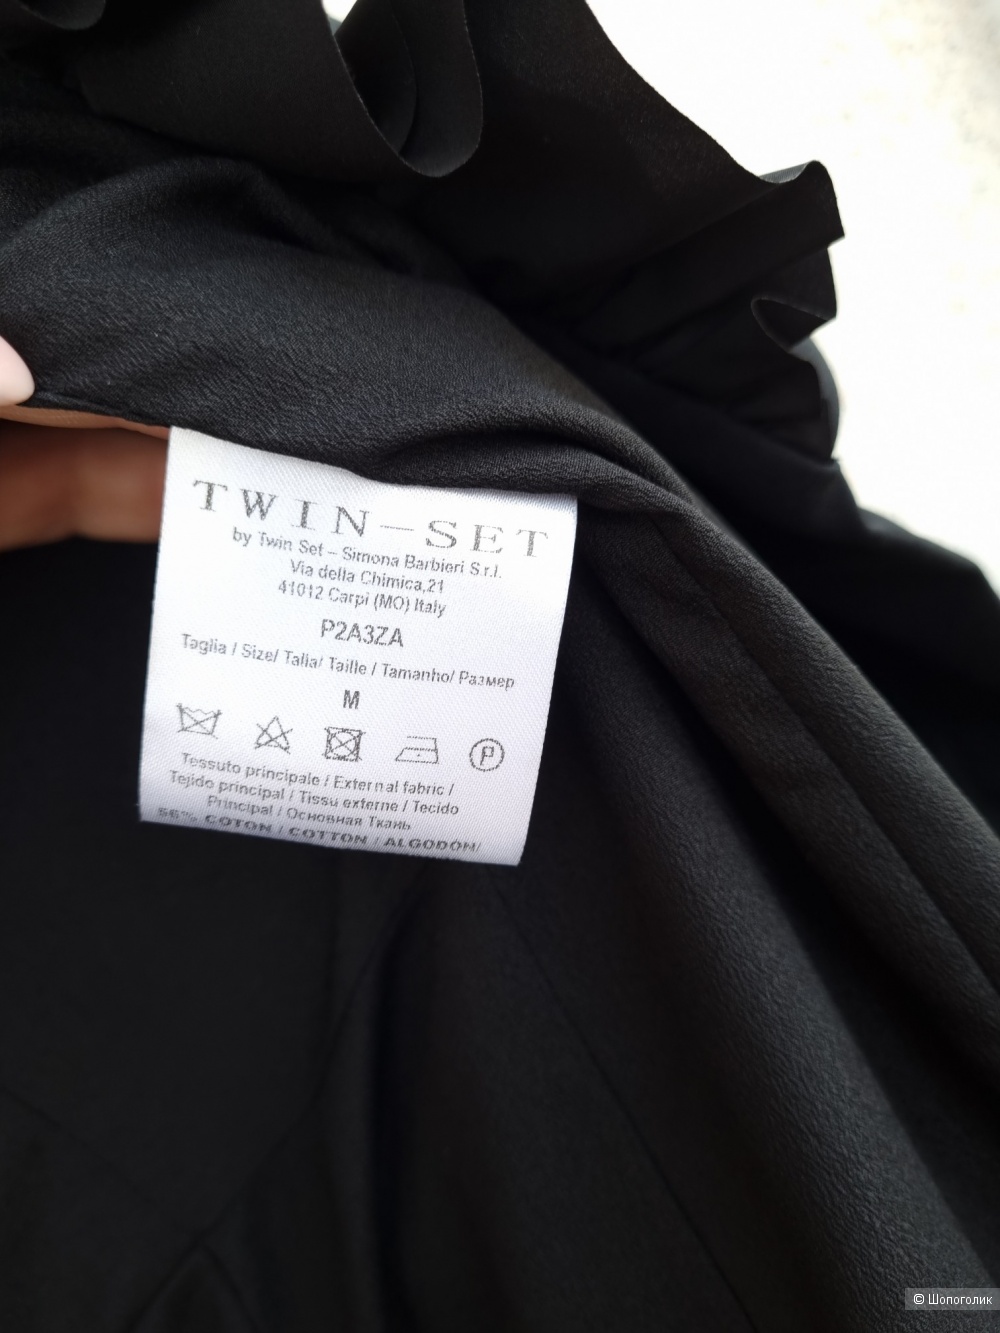 TWIN–SET
by Twin Set – Simona Barbieri S.r.l.
Via della Chimica,21
41012 Carpi (MO) Italy
P2A3ZA
Taglia / Size/ Talla/ Taille / Tamanho/ Размер
M
P
Tessuto principale / External fabric /
Tejido principal / Tissu externe / Tecido
Principal / Основная Ткань
COTON / COTTON / ALGODÓN/
© Шопоголик